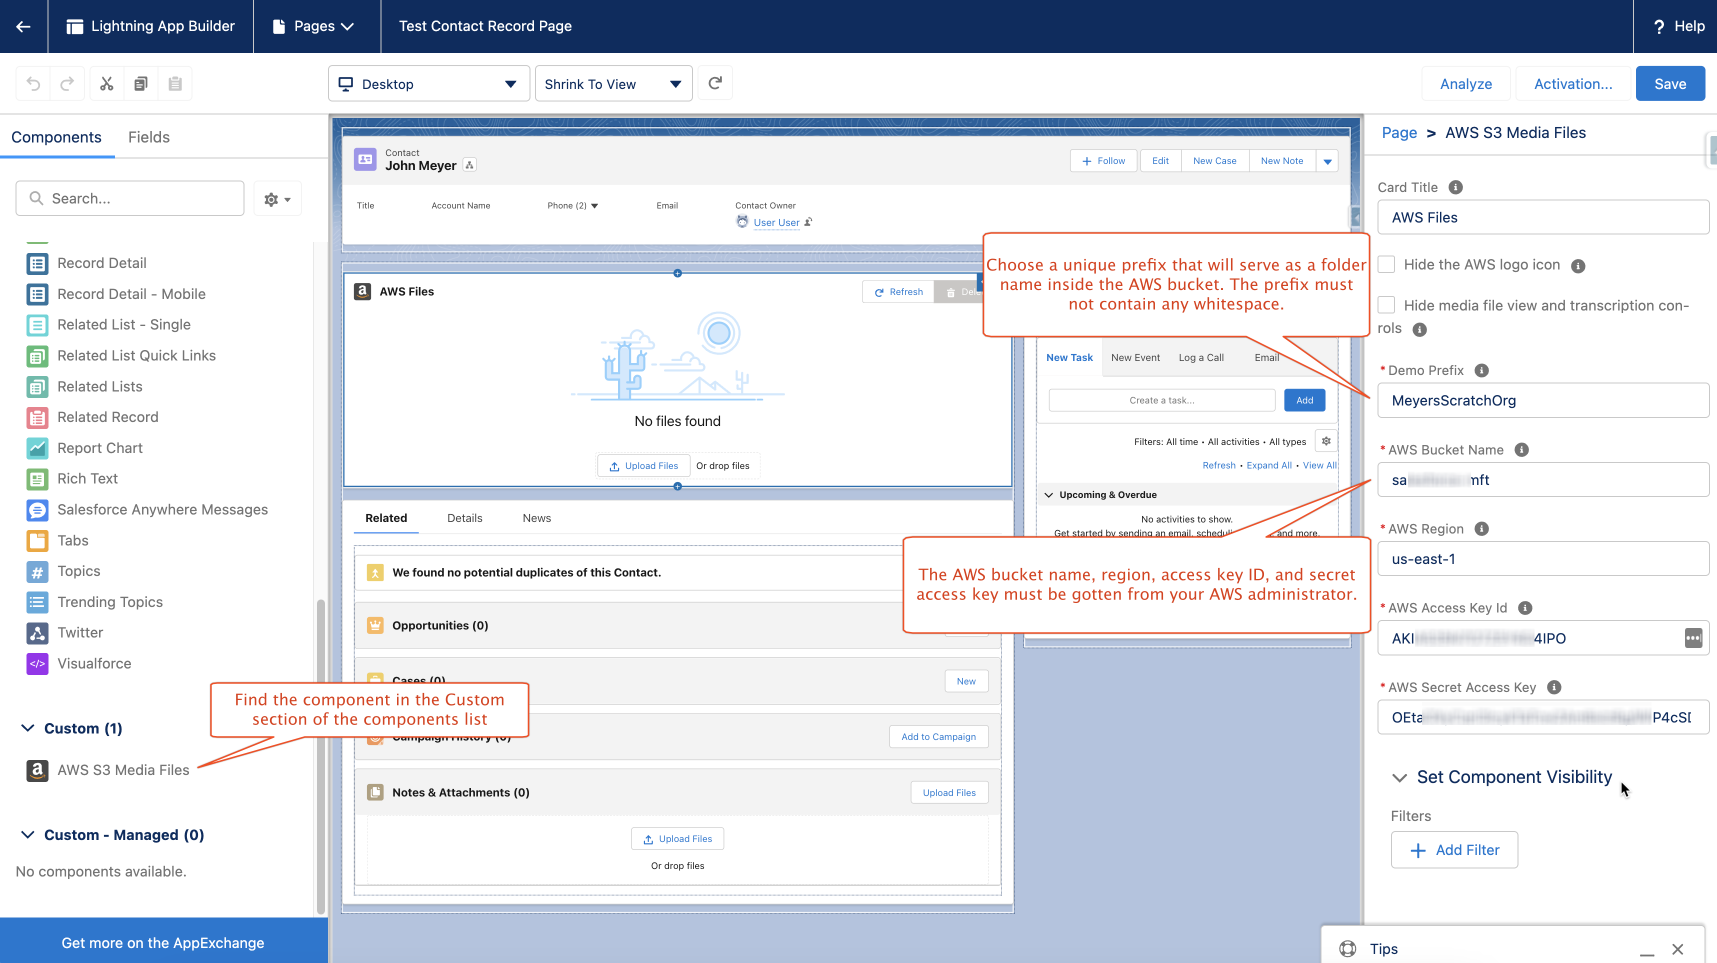 Lightning App Builder
Pages
Test Contact Record Page
? Help
Desktop
Shrink To View
Analyze
Activation...
Save
Components
Fields
Search...
Record Detail
Record Detail - Mobile
Related List - Single
Related List Quick Links
Related Lists
Related Record
Report Chart
Rich Text
Salesforce Anywhere Messages
Tabs
Topics
Trending Topics
Twitter
Visualforce
Custom (1)
AWS S3 Media Files
Custom - Managed (0)
No components available.
Get more on the AppExchange
Find the component in the Custom
section of the components list
Contact
John Meyer
+ Follow
Edit
New Case
New Note
Title
Account Name
Phone (2)
Email
Contact Owner
User User
AWS Files
Refresh
No files found
Upload Files
Or drop files
Related
Details
News
We found no potential duplicates of this Contact.
Opportunities (0)
Cases (0)
New
Campaign History (0)
Add to Campaign
Notes & Attachments (0)
Upload Files
Upload Files
Or drop files
Choose a unique prefix that will serve as a folder
name inside the AWS bucket. The prefix must
not contain any whitespace.
New Task
New Event
Log a Call
Email
Create a task...
Add
Filters: All time • All activities • All types
Refresh • Expand All • View All
Upcoming & Overdue
No activities to show.
Get started by sending an email, and more.
The AWS bucket name, region, access key ID, and secret
access key must be gotten from your AWS administrator.
Page > AWS S3 Media Files
Card Title
AWS Files
Hide the AWS logo icon
Hide media file view and transcription con-
rols
*Demo Prefix
MeyersScratchOrg
*AWS Bucket Name
sa mft
*AWS Region
us-east-1
*AWS Access Key Id
AKI 4IPO
*AWS Secret Access Key
OEta P4cS
Set Component Visibility
Filters
+ Add Filter
Tips